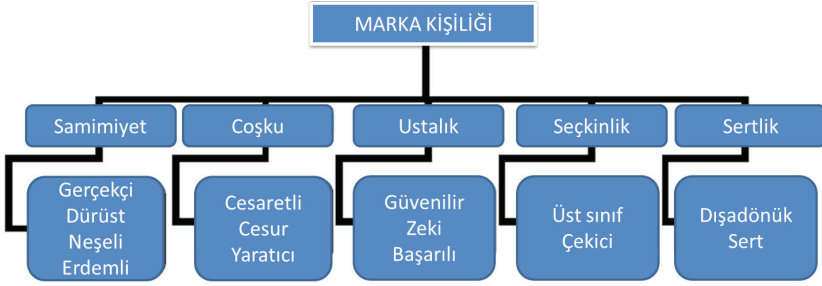 MARKA KİŞİLİĞİ
Samimiyet
Coşku
Ustalık
Seçkinlik
Sertlik
Gerçekçi
Dürüst
Neşeli
Erdemli
Cesaretli
Cesur
Yaratıcı
Güvenilir
Zeki
Başarılı
Üst sınıf
Çekici
Dışadönük
Sert